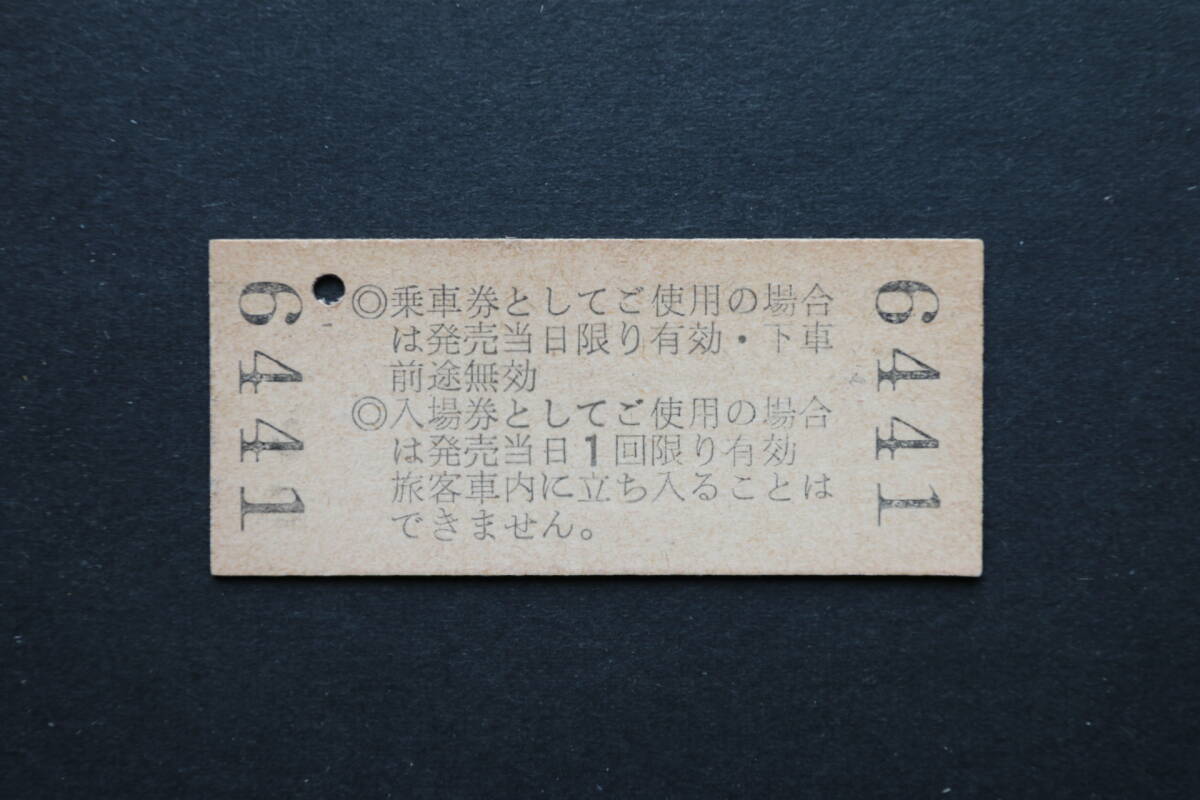 6441
◎乗車券としてご使用の場合
は発売当日限り有効・下車
前途無効
◎入場券としてご使用の場合
は発売当日1回限り有効
旅客車内に立ち入ることは
できません。
6441